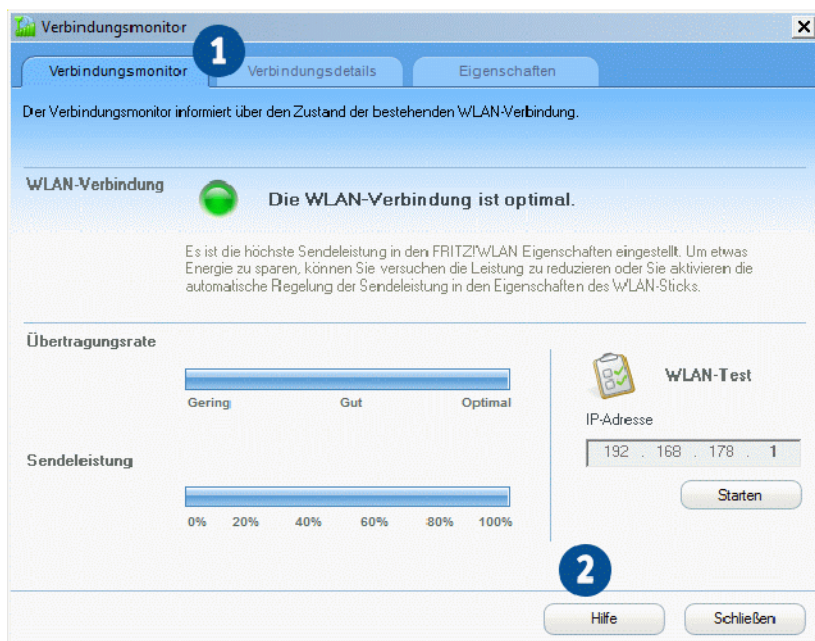 Verbindungsmonitor
1
Verbindungsmonitor
Verbindungsdetails
Eigenschaften
Der Verbindungsmonitor informiert über den Zustand der bestehenden WLAN-Verbindung.
WLAN-Verbindung
Die WLAN-Verbindung ist optimal.
Es ist die höchste Sendeleistung in den FRITZ!WLAN Eigenschaften eingestellt. Um etwas
Energie zu sparen, können Sie versuchen die Leistung zu reduzieren oder Sie aktivieren die
automatische Regelung der Sendeleistung in den Eigenschaften des WLAN-Sticks.
Übertragungsrate
Gering Gut Optimal
Sendeleistung
0% 20% 40% 60% 80% 100%
WLAN-Test
IP-Adresse
192 . 168 . 178 . 1
Starten
2
Hilfe
Schließen